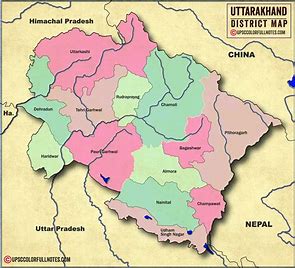 UTTARAKHAND
DISTRICT MAP
©UPSCCOLORFULLNOTES.COM
Himachal Pradesh
CHINA
Uttarkashi
Dehradun
Tehri Garhwal
Rudraprayag
Chamoli
Ha.
Pithoragarh
Haridwar
Pauri Garhwal
Bageshwar
Almora
Nainital
Champawat
Uttar Pradesh
Udham
Singh Nagar
NEPAL
©UPSCCOLORFULLNOTES.COM